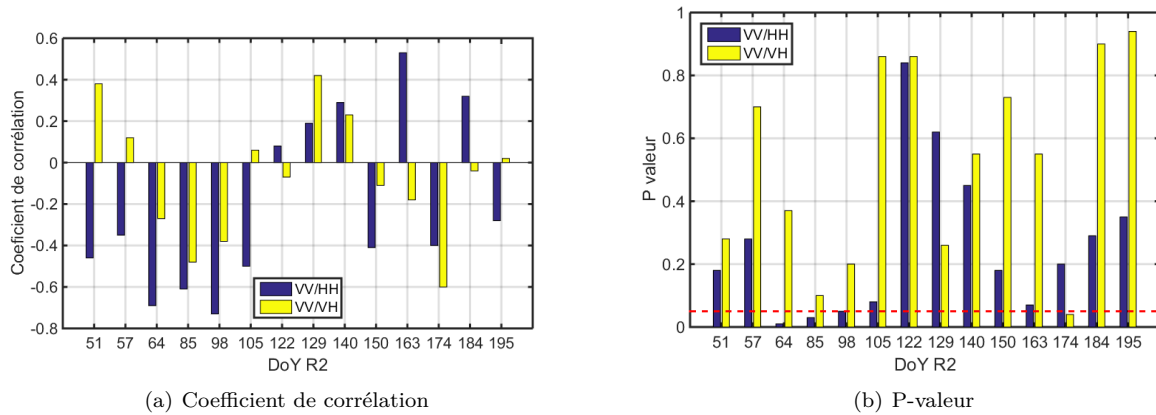 0.6
0.4
0.2
0
-0.2
-0.4
-0.6
-0.8
Coeficient de corrélation
VV/HH
VV/VH
51 57 64 85 98 105 122 129 140 150 163 174 184 195
DoY R2
(a) Coefficient de corrélation
1
0.8
0.6
0.4
0.2
0
P valeur
VV/HH
VV/VH
51 57 64 85 98 105 122 129 140 150 163 174 184 195
DoY R2
(b) P-valeur